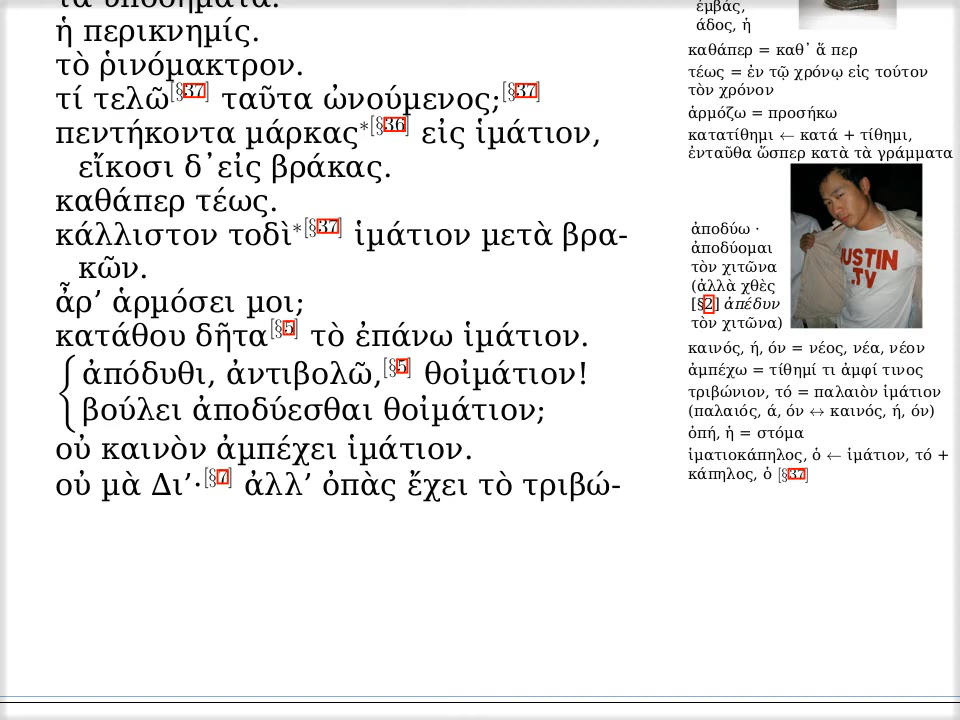 τὰ ὑποδήματα.
ἡ περικνημίς.
τὸ ῥινόμακτρον.
τί τελῶ[§37] ταῦτα ὠνούμενος;[§37]
πεντήκοντα μάρκας*[§36] εἰς ἱμάτιον,
εἴκοσι δ᾽εἰς βράκας.
καθάπερ τέως.
κάλλιστον τοδὶ*[§37] ἱμάτιον μετὰ βρα-
κῶν.
ἆρ’ ἁρμόσει μοι;
κατάθου δῆτα[§5] τὸ ἐπάνω ἱμάτιον.
ἀπόδυθι, ἀντιβολῶ,[§5] θοἰμάτιον!
βούλει ἀποδύεσθαι θοἰμάτιον;
οὐ καινὸν ἀμπέχει ἱμάτιον.
οὐ μὰ Δι’·[§7] ἀλλ’ ὀπὰς ἔχει τὸ τριβώ-
ἐμβάς,
άδος, ἡ
καθάπερ = καθ᾽ ἅ περ
τέως = ἐν τῷ χρόνῳ εἰς τοῦτον
τὸν χρόνον
ἁρμόζω = προσήκω
κατατίθημι ← κατά + τίθημι,
ἐνταῦθα ὥσπερ κατὰ τὰ γράμματα
ἀποδύω ·
ἀποδύομαι
τὸν χιτῶνα
(ἀλλὰ χθὲς
[§2] ἀπέδυν
τὸν χιτῶνα)
JUSTIN
.TV
καινός, ή, όν = νέος, νέα, νέον
ἀμπέχω = τίθημί τι ἀμφί τινος
τριβώνιον, τό = παλαιὸν ἱμάτιον
(παλαιός, ά, όν ↔ καινός, ή, όν)
ὀπή, ἡ = στόμα
ἱματιοκάπηλος, ὁ ← ἱμάτιον, τό +
κάπηλος, ὁ [§37]